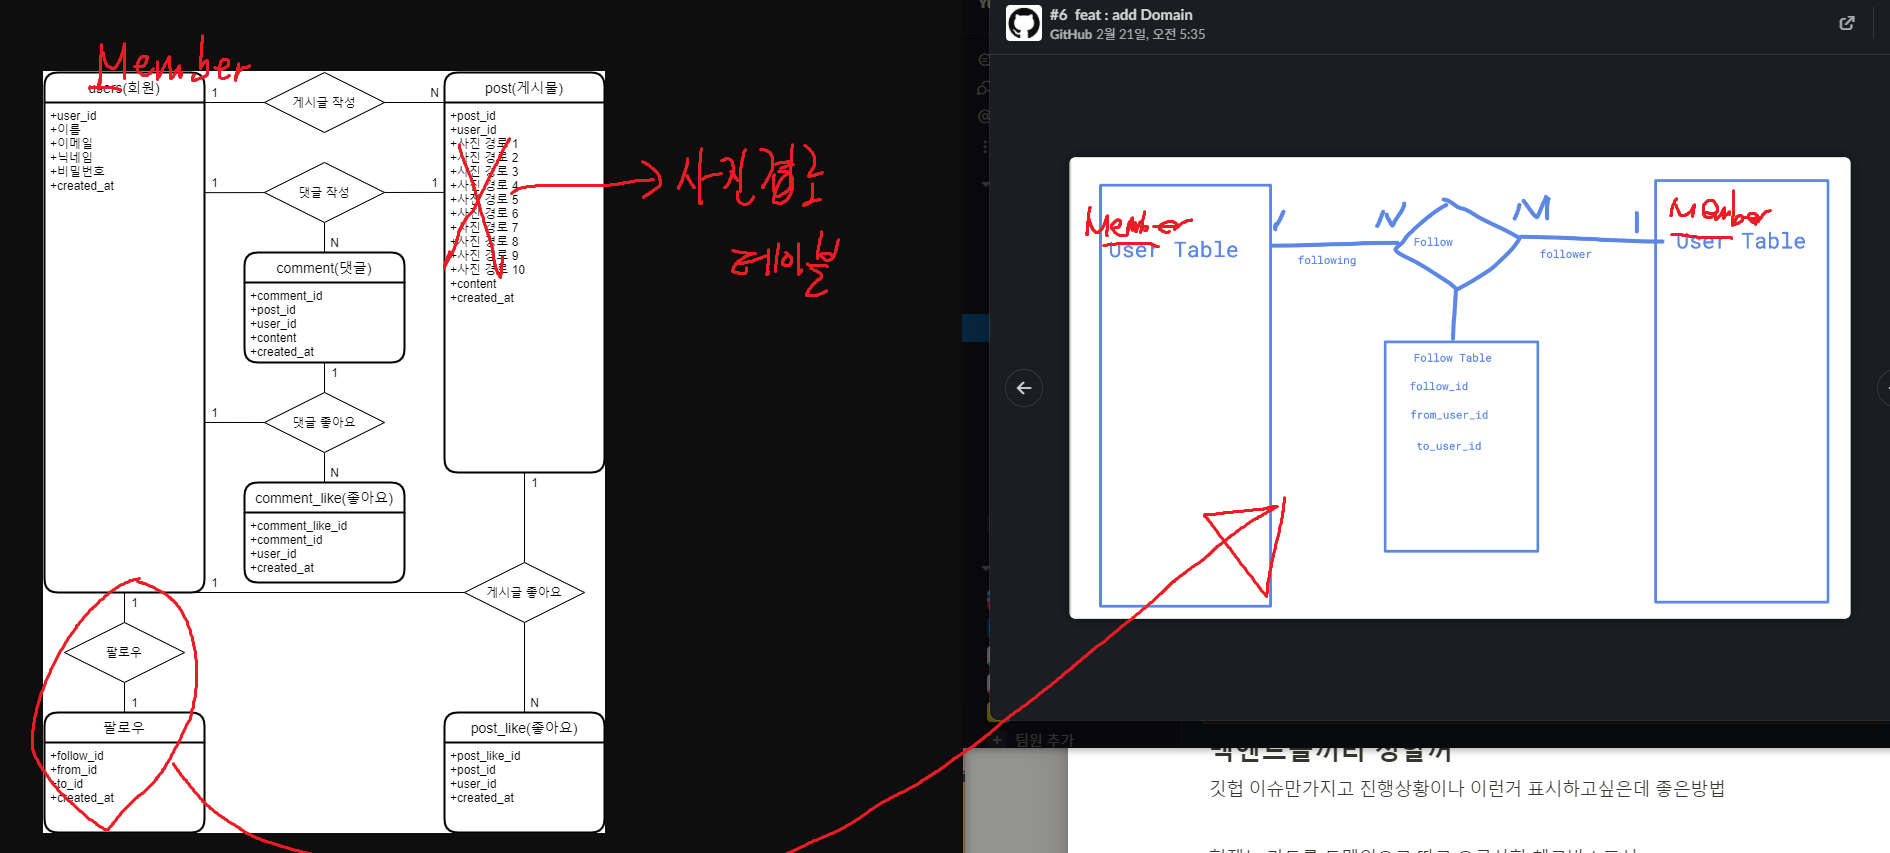 Member
users(회원)
+user_id
+이름
+이메일
+닉네임
+비밀번호
+created_at
1
게시글 작성
N
post(게시물)
+post_id
+user_id
+사진 경로 1
+사진 경로 2
+사진 경로 3
+사진 경로 4
+사진 경로 5
+사진 경로 6
+사진 경로 7
+사진 경로 8
+사진 경로 9
+사진 경로 10
+content
+created_at
사진경로
테이블
1
댓글 작성
1
N
comment(댓글)
+comment_id
+post_id
+user_id
+content
+created_at
1
1
댓글 좋아요
N
comment_like(좋아요)
+comment_like_id
+comment_id
+user_id
+created_at
1
1
게시글 좋아요
N
post_like(좋아요)
+post_like_id
+post_id
+user_id
+created_at
1
팔로우
1
팔로우
+follow_id
+from_id
+to_id
+created_at
#6 feat : add Domain
GitHub 2월 21일, 오전 5:35
Member
User Table
1
following
N
Follow
M
follower
1
Member
User Table
Follow Table
follow_id
from_user_id
to_user_id
+ 팀원 추가
깃헙 이슈만가지고 진행상황이나 이런거 표시하고싶은데 좋은방법